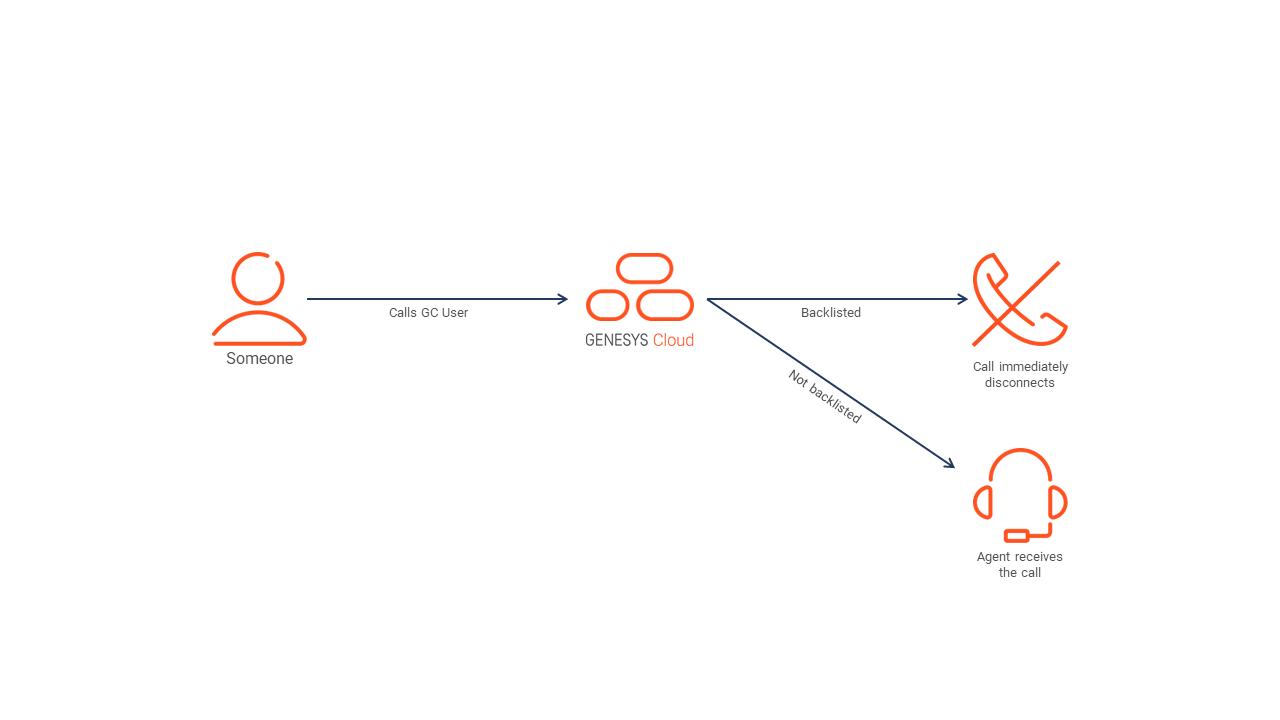 Someone
Calls GC User
GENESYS Cloud
Backlisted
Not backlisted
Call immediately
disconnects
Agent receives
the call